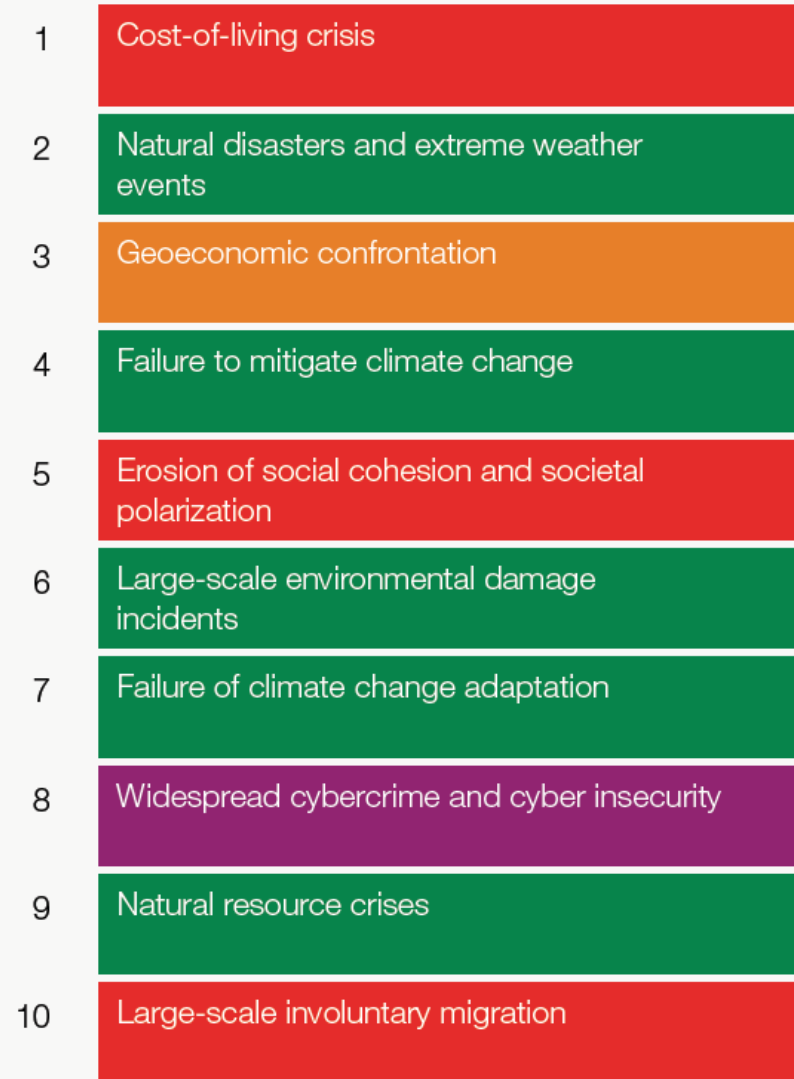 1 Cost-of-living crisis
2 Natural disasters and extreme weather
events
3 Geoeconomic confrontation
4 Failure to mitigate climate change
5 Erosion of social cohesion and societal
polarization
6 Large-scale environmental damage
incidents
7 Failure of climate change adaptation
8 Widespread cybercrime and cyber insecurity
9 Natural resource crises
10 Large-scale involuntary migration